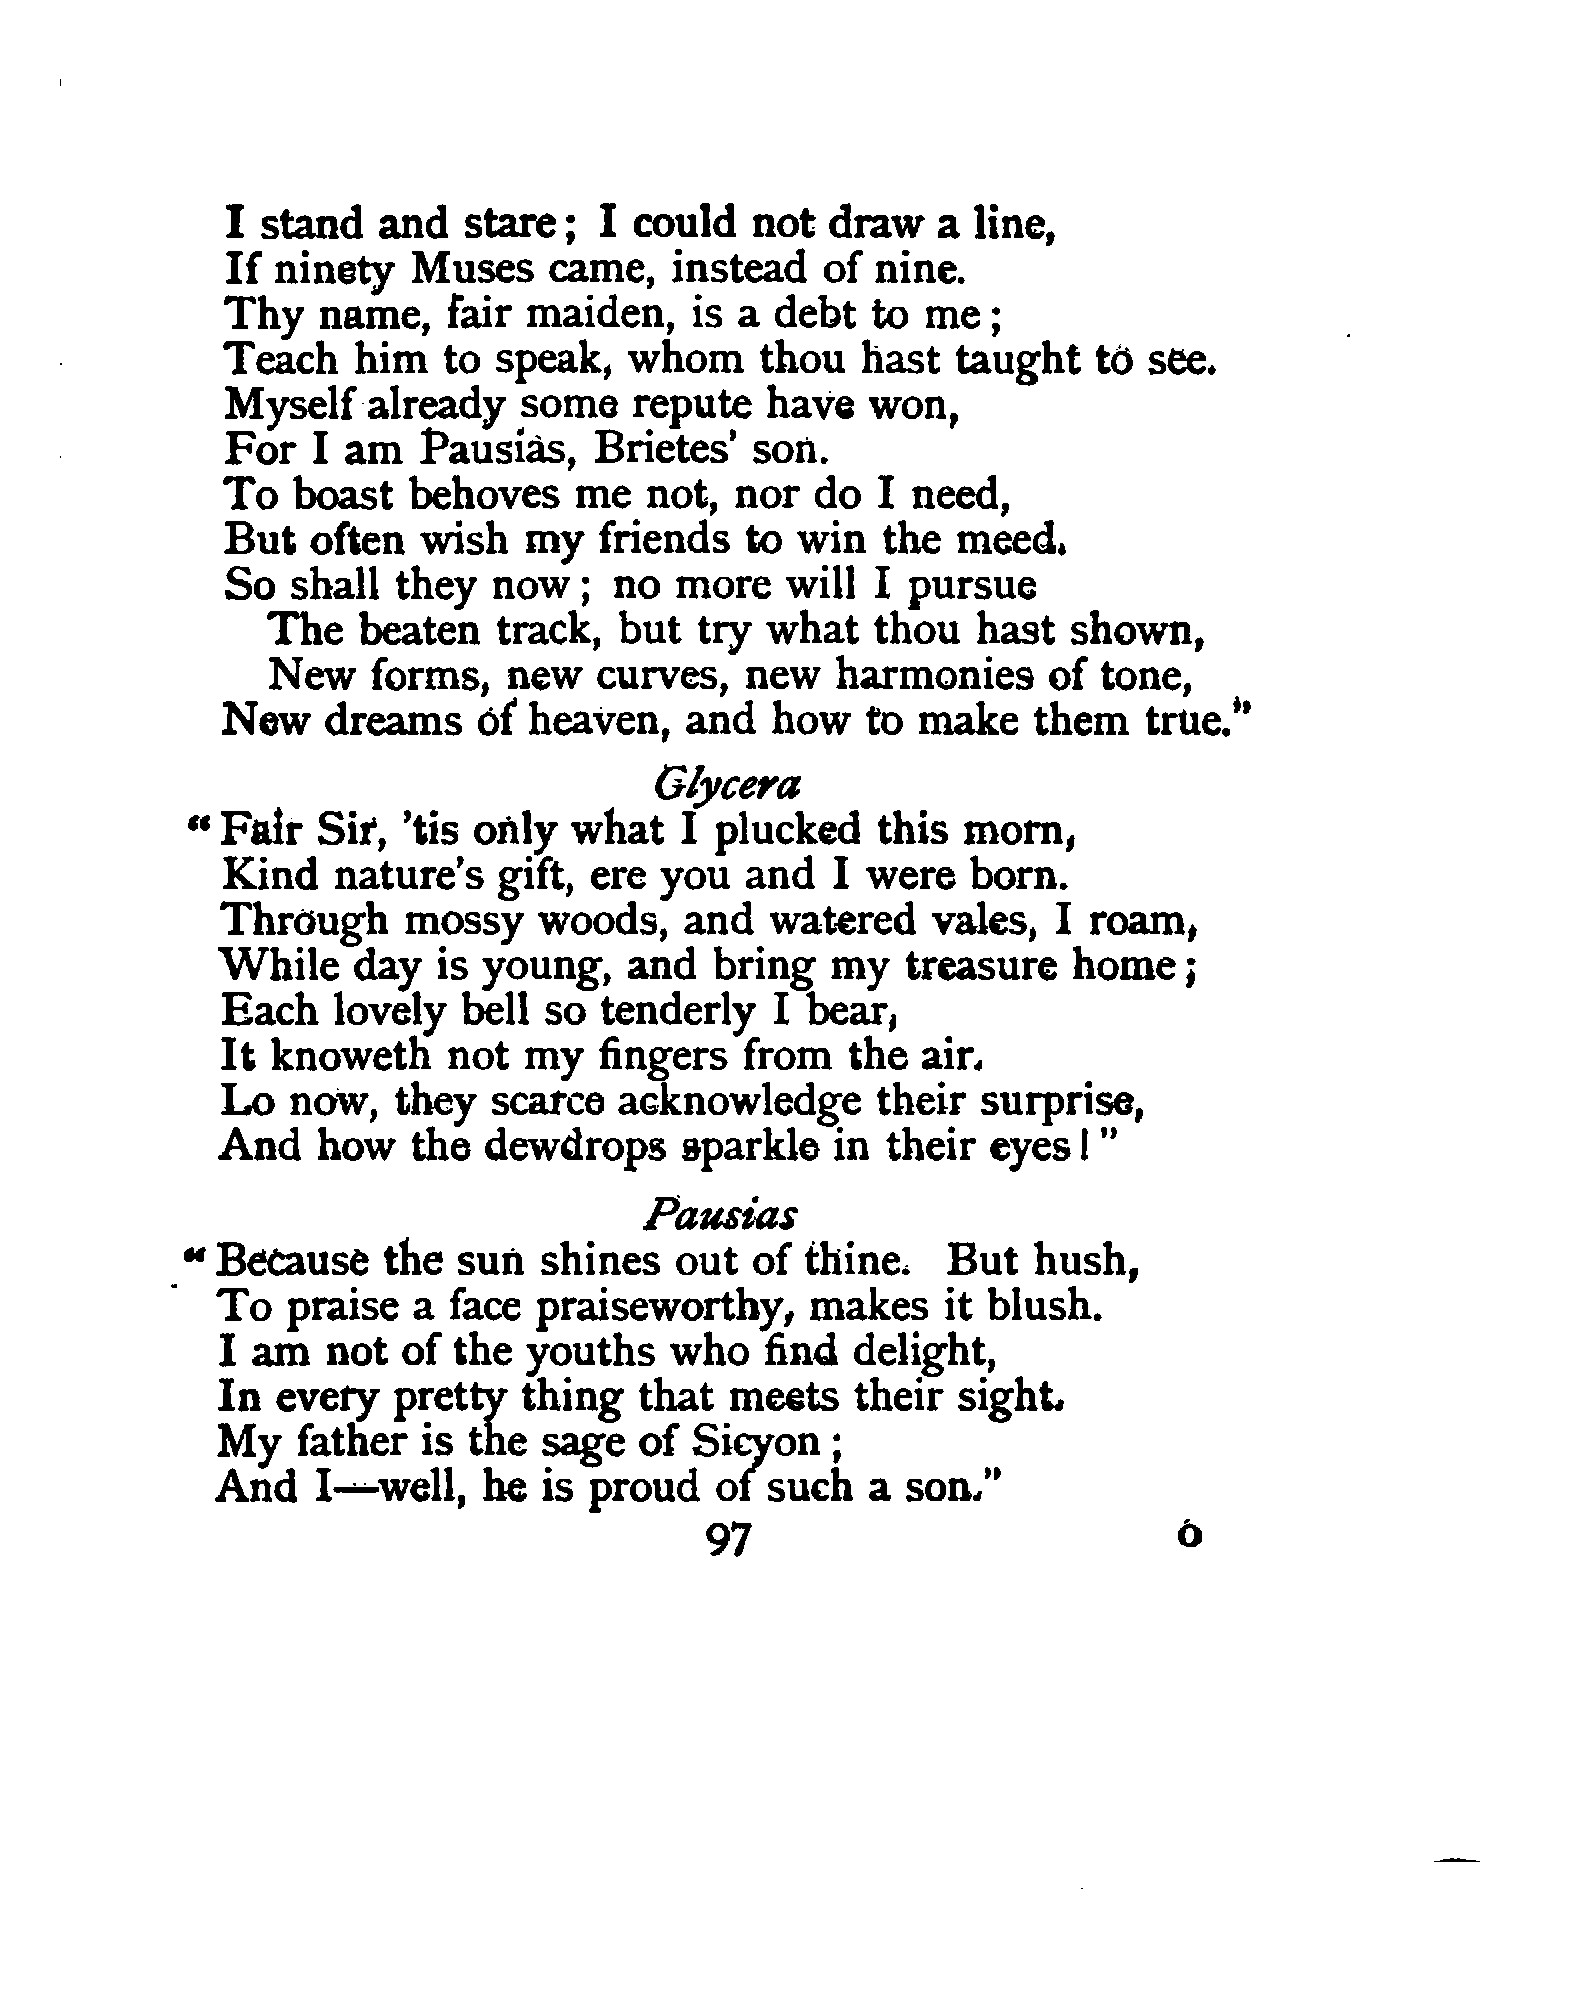 I stand and stare; I could not draw a line,
If ninety Muses came, instead of nine.
Thy name, fair maiden, is a debt to me;
Teach him to speak, whom thou hast taught to see.
Myself already some repute have won,
For I am Pausias, Brietes' son.
To boast behoves me not, nor do I need,
But often wish my friends to win the meed.
So shall they now; no more will I pursue
The beaten track, but try what thou hast shown,
New forms, new curves, new harmonies of tone,
New dreams of heaven, and how to make them true."
Glycera
"Fair Sir, 'tis only what I plucked this morn,
Kind nature's gift, ere you and I were born.
Through mossy woods, and watered vales, I roam,
While day is young, and bring my treasure home;
Each lovely bell so tenderly I bear,
It knoweth not my fingers from the air.
Lo now, they scarce acknowledge their surprise,
And how the dewdrops sparkle in their eyes!"
Pausias
"Because the sun shines out of thine. But hush,
To praise a face praiseworthy, makes it blush.
I am not of the youths who find delight,
In every pretty thing that meets their sight.
My father is the sage of Sicyon;
And I—well, he is proud of such a son."
97 O